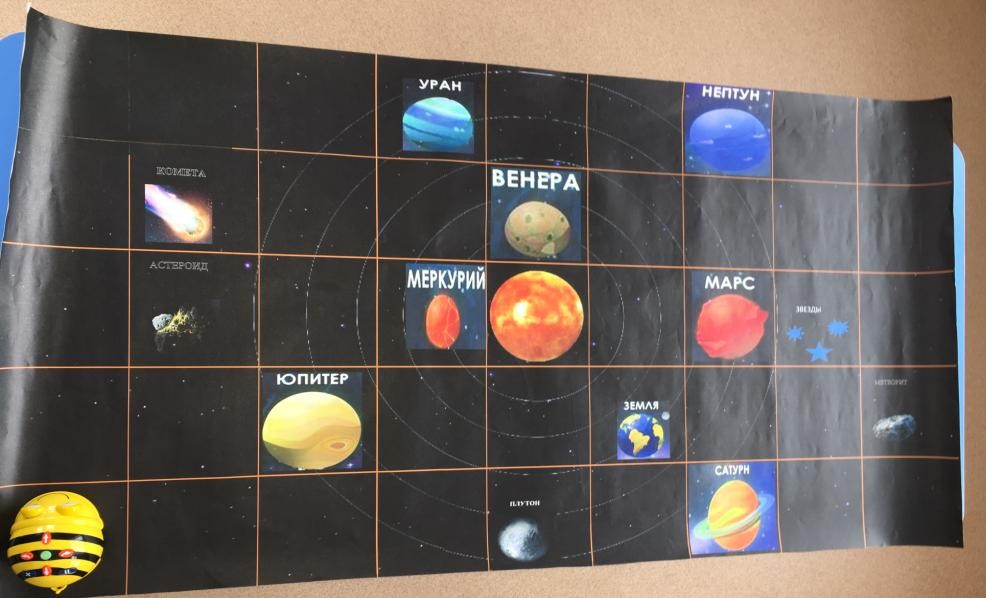 УРАН
НЕПТУН
КОМЕТА
ВЕНЕРА
АСТЕРОИД
МЕРКУРИЙ
МАРС
ЗВЕЗДЫ
ЮПИТЕР
МЕТЕОРИТ
ЗЕМЛЯ
САТУРН
ПЛУТОН